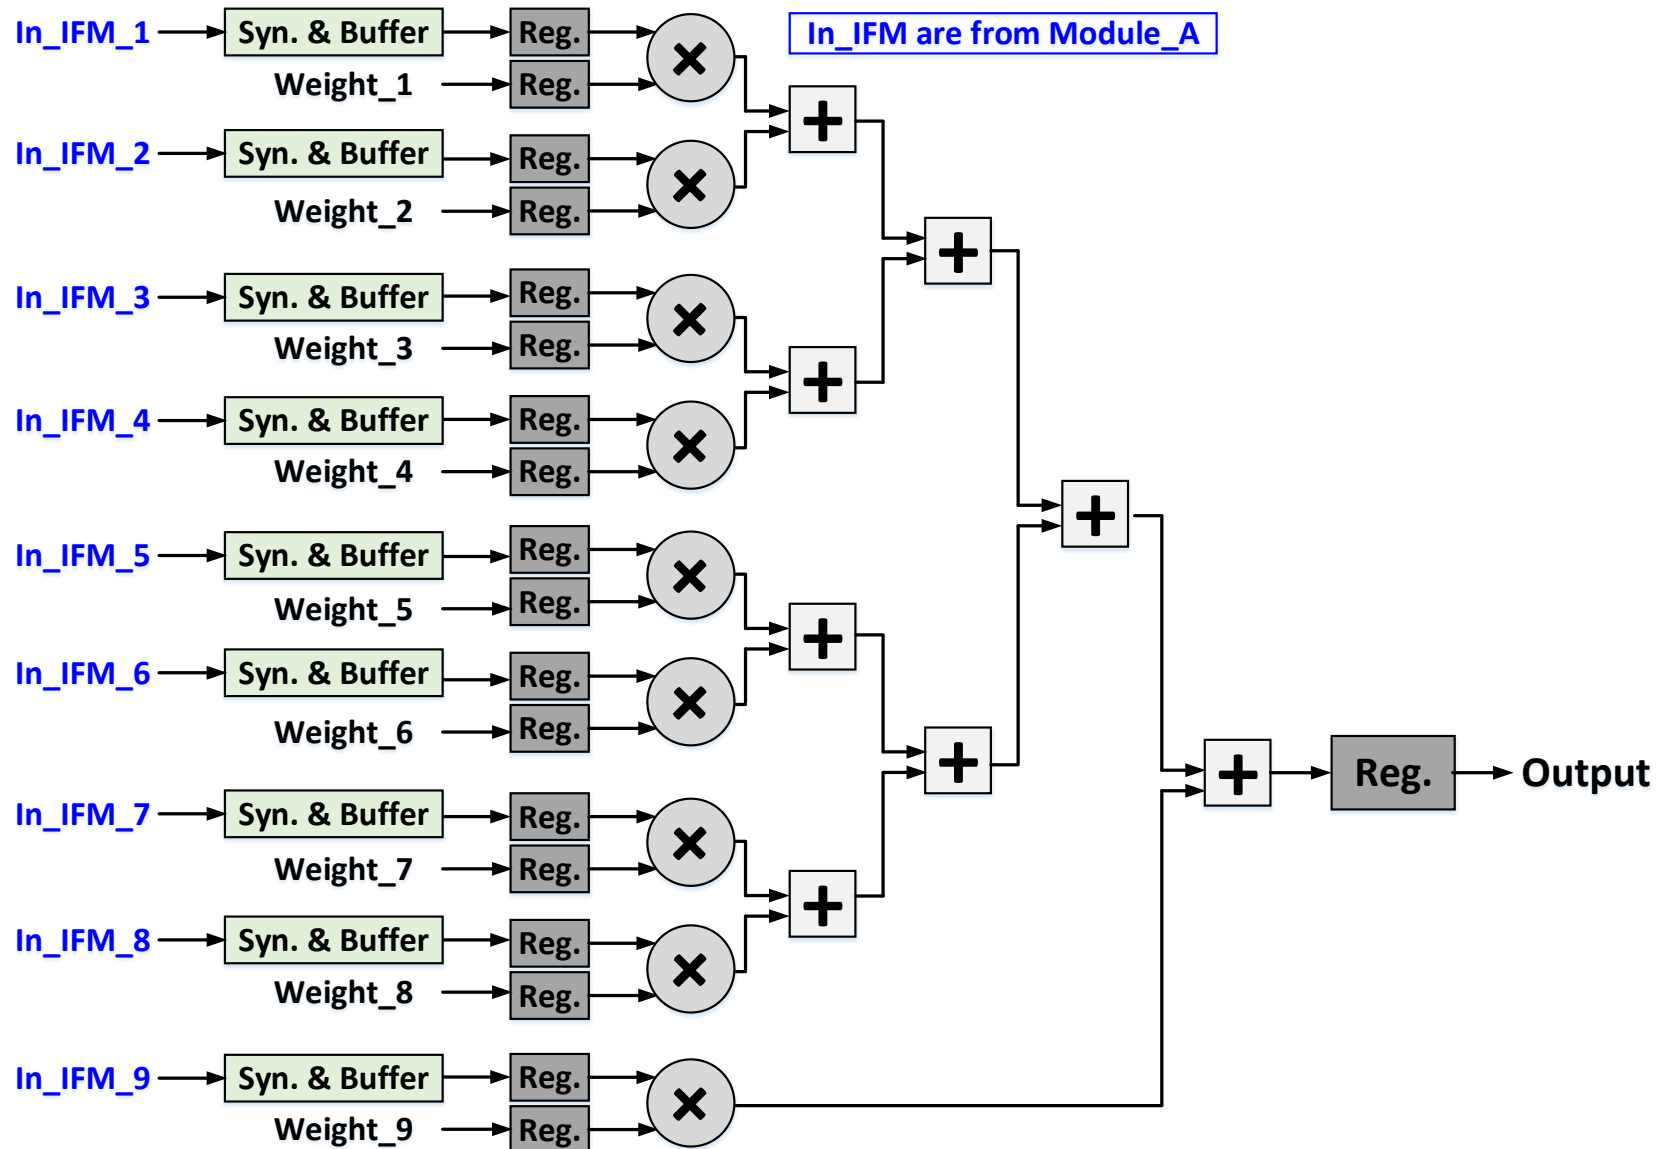 In_IFM_1 Syn. & Buffer Reg. In_IFM are from Module_A
Weight_1 Reg.
In_IFM_2 Syn. & Buffer Reg.
Weight_2 Reg.
In_IFM_3 Syn. & Buffer Reg.
Weight_3 Reg.
In_IFM_4 Syn. & Buffer Reg.
Weight_4 Reg.
In_IFM_5 Syn. & Buffer Reg.
Weight_5 Reg.
In_IFM_6 Syn. & Buffer Reg.
Weight_6 Reg.
Reg. Output
In_IFM_7 Syn. & Buffer Reg.
Weight_7 Reg.
In_IFM_8 Syn. & Buffer Reg.
Weight_8 Reg.
In_IFM_9 Syn. & Buffer Reg.
Weight_9 Reg.